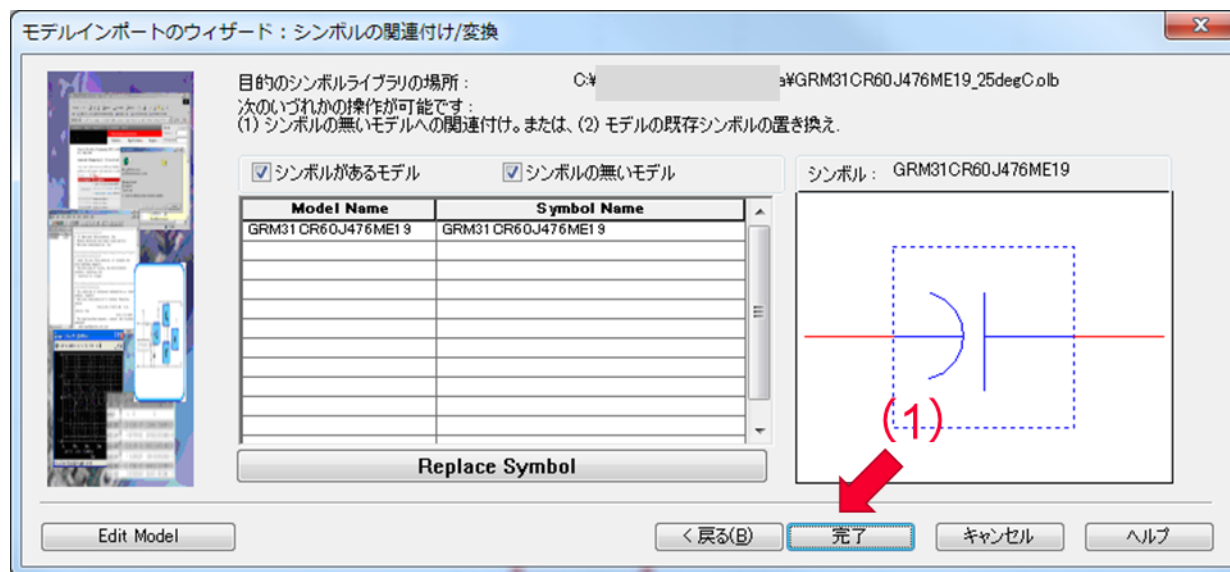 モデルインポートのウィザード：シンボルの関連付け/変換
目的のシンボルライブラリの場所： C:¥ a¥GRM31CR60J476ME19_25degC.olb
次のいづれかの操作が可能です：
(1) シンボルの無いモデルへの関連付け。または、(2) モデルの既存シンボルの置き換え.
シンボルがあるモデル シンボルの無いモデル
シンボル： GRM31CR60J476ME19
Model Name Symbol Name
GRM31CR60J476ME19 GRM31CR60J476ME19
(1)
Replace Symbol
Edit Model < 戻る(B) 完了 キャンセル ヘルプ